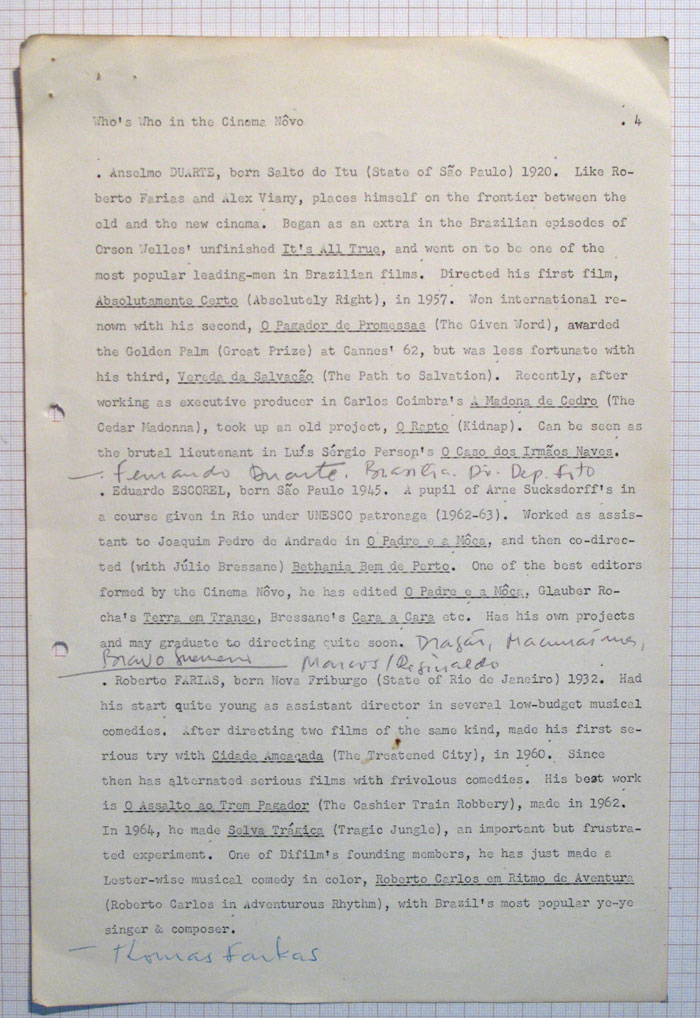 Who's Who in the Cinema Nôvo . 4
. Anselmo DUARTE, born Salto do Itu (State of São Paulo) 1920. Like Ro-
berto Farias and Alex Viany, places himself on the frontier between the
old and the new cinema. Began as an extra in the Brazilian episodes of
Orson Welles' unfinished It's All True, and went on to be one of the
most popular leading-men in Brazilian films. Directed his first film,
Absolutamente Certo (Absolutely Right), in 1957. Won international re-
nown with his second, O Pagador de Promessas (The Given Word), awarded
the Golden Palm (Great Prize) at Cannes' 62, but was less fortunate with
his third, Vereda da Salvação (The Path to Salvation). Recently, after
working as executive producer in Carlos Coimbra's A Madona de Cedro (The
Cedar Madonna), took up an old project, O Rapto (Kidnap). Can be seen as
the brutal lieutenant in Luís Sérgio Person's O Caso dos Irmãos Naves.
— . Fernando Duarte. Brasília. Dir. Dep.
. Eduardo ESCOREL, born São Paulo 1945. A pupil of Arne Sucksdorff's in
a course given in Rio under UNESCO patronage (1962-63). Worked as assis-
tant to Joaquim Pedro de Andrade in O Padre e a Môça, and then co-direc-
ted (with Júlio Bressane) Bethania Bem de Perto. One of the best editors
formed by the Cinema Nôvo, he has edited O Padre e a Môça, Glauber Ro-
cha's Terra em Transe, Bressane's Cara a Cara etc. Has his own projects
and may graduate to directing quite soon. Dragão, Macunaíma,
Bravo Guerreiro — Marcos/Reginaldo
. Roberto FARIAS, born Nova Friburgo (State of Rio de Janeiro) 1932. Had
his start quite young as assistant director in several low-budget musical
comedies. After directing two films of the same kind, made his first se-
rious try with Cidade Ameaçada (The Treatened City), in 1960. Since
then has alternated serious films with frivolous comedies. His best work
is O Assalto ao Trem Pagador (The Cashier Train Robbery), made in 1962.
In 1964, he made Selva Trágica (Tragic Jungle), an important but frustra-
ted experiment. One of Difilm's founding members, he has just made a
Lester-wise musical comedy in color, Roberto Carlos em Ritmo de Aventura
(Roberto Carlos in Adventurous Rhythm), with Brazil's most popular ye-ye
singer & composer.
— Thomas Farkas